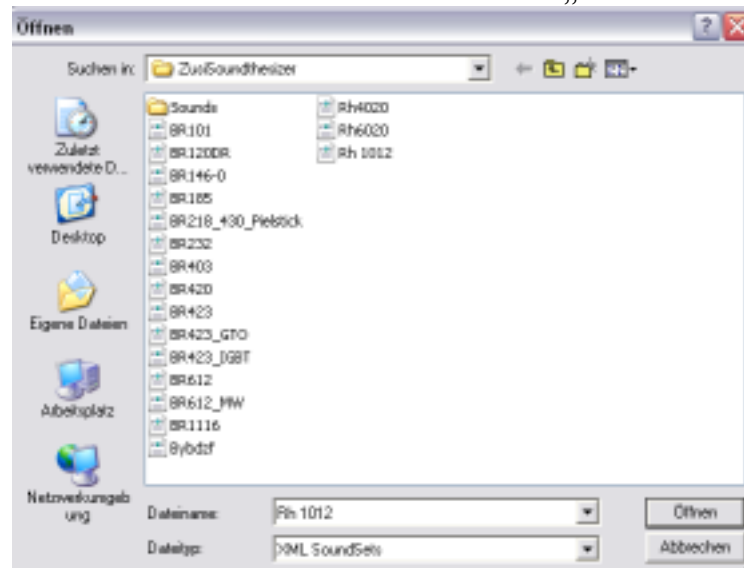 Öffnen
Suchen in: ZusiSoundthesizer
Zuletzt
verwendete D...
Desktop
Eigene Dateien
Arbeitsplatz
Netzwerkumgeb
ung
Sounds
BR101
BR120DR
BR146-0
BR185
BR218_430_Pielstick
BR232
BR403
BR420
BR423
BR423_GTO
BR423_IGBT
BR612
BR612_MW
BR1116
Bybdzf
Rh4020
Rh6020
Rh 1012
Dateiname: Rh 1012
Öffnen
Dateityp: XML SoundSets
Abbrechen